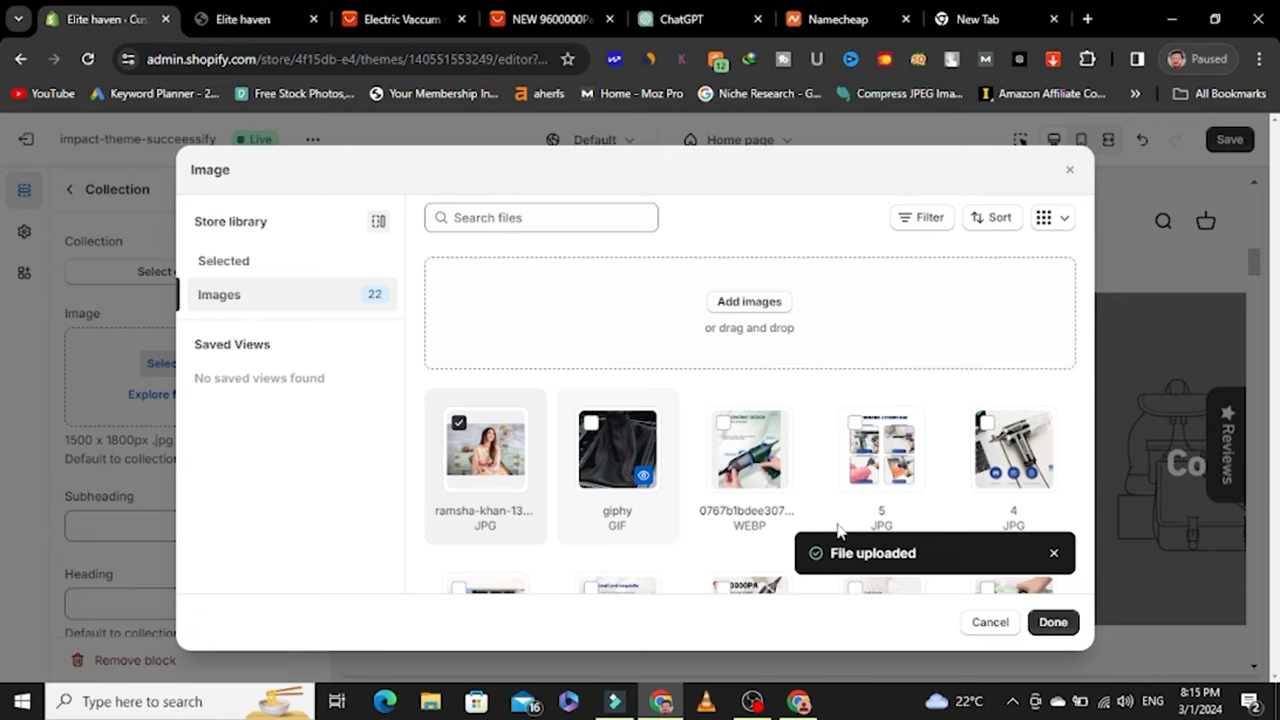 Elite haven - Cus
Elite haven
Electric Vaccum
NEW 9600000Pa
ChatGPT
Namecheap
New Tab
admin.shopify.com/store/4f15db-e4/themes/140551553249/editor?...
12
Paused
YouTube
Keyword Planner - 2...
Free Stock Photos,...
Your Membership In...
aherfs
Home - Moz Pro
Niche Research - G...
Compress JPEG Ima...
Amazon Affiliate Co...
All Bookmarks
impact-theme-successify
Live
Default
Home page
Save
Collection
Collection
Select
Image
Selec
Explore f
1500 x 1800px .jpg
Default to collection
Subheading
Heading
Default to collection
Remove block
Image
Store library
Selected
Images
22
Saved Views
No saved views found
Search files
Filter
Sort
Add images
or drag and drop
ramsha-khan-13...
JPG
giphy
GIF
0767b1bdee307...
WEBP
5
JPG
4
JPG
File uploaded
Cancel
Done
Co
Reviews
Type here to search
16
22°C
ENG
8:15 PM
3/1/2024
2